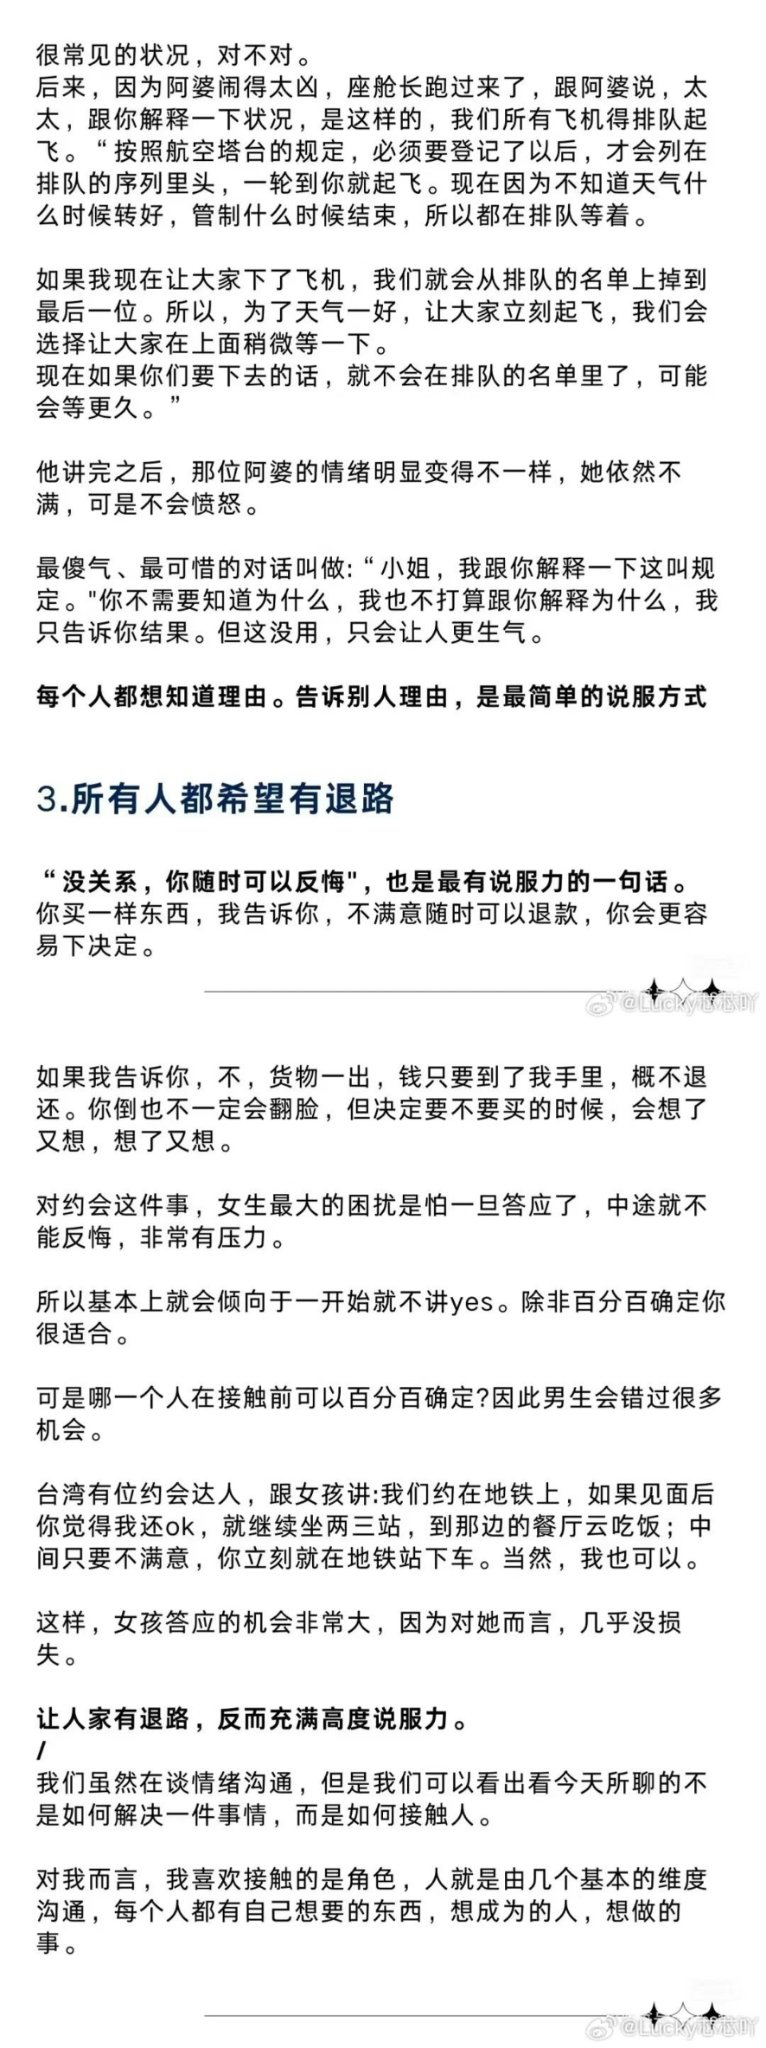 很常见的状况，对不对。
后来，因为阿婆闹得太凶，座舱长跑过来了，跟阿婆说，太
太，跟你解释一下状况，是这样的，我们所有飞机得排队起
飞。“按照航空塔台的规定，必须要登记了以后，才会列在
排队的序列里头，一轮到你就起飞。现在因为不知道天气什
么时候转好，管制什么时候结束，所以都在排队等着。
如果我现在让大家下了飞机，我们就会从排队的名单上掉到
最后一位。所以，为了天气一好，让大家立刻起飞，我们会
选择让大家在上面稍微等一下。
现在如果你们要下去的话，就不会在排队的名单里了，可能
会等更久。”
他讲完之后，那位阿婆的情绪明显变得不一样，她依然不
满，可是不会愤怒。
最傻气、最可惜的对话叫做:“小姐，我跟你解释一下这叫规
定。"你不需要知道为什么，我也不打算跟你解释为什么，我
只告诉你结果。但这没用，只会让人更生气。
每个人都想知道理由。告诉别人理由，是最简单的说服方式
3.所有人都希望有退路
“没关系，你随时可以反悔"，也是最有说服力的一句话。
你买一样东西，我告诉你，不满意随时可以退款，你会更容
易下决定。
@Lucky芯芯吖
如果我告诉你，不，货物一出，钱只要到了我手里，概不退
还。你倒也不一定会翻脸，但决定要不要买的时候，会想了
又想，想了又想。
对约会这件事，女生最大的困扰是怕一旦答应了，中途就不
能反悔，非常有压力。
所以基本上就会倾向于一开始就不讲yes。除非百分百确定你
很适合。
可是哪一个人在接触前可以百分百确定?因此男生会错过很多
机会。
台湾有位约会达人，跟女孩讲:我们约在地铁上，如果见面后
你觉得我还ok，就继续坐两三站，到那边的餐厅云吃饭；中
间只要不满意，你立刻就在地铁站下车。当然，我也可以。
这样，女孩答应的机会非常大，因为对她而言，几乎没损
失。
让人家有退路，反而充满高度说服力。
/
我们虽然在谈情绪沟通，但是我们可以看出看今天所聊的不
是如何解决一件事情，而是如何接触人。
对我而言，我喜欢接触的是角色，人就是由几个基本的维度
沟通，每个人都有自己想要的东西，想成为的人，想做的
事。
@Lucky芯芯吖